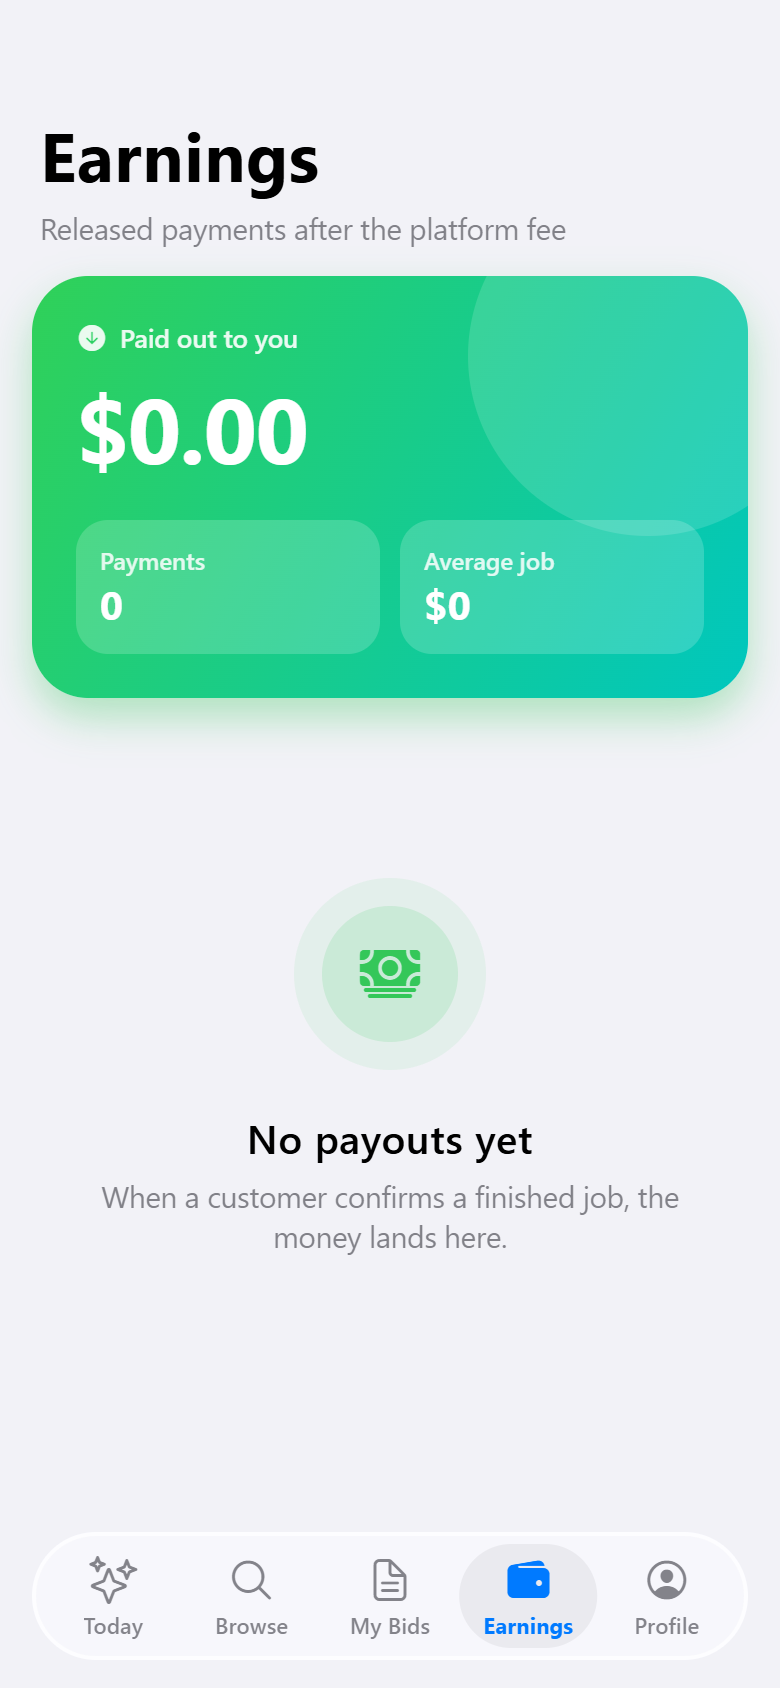 Earnings
Released payments after the platform fee
Paid out to you
$0.00
Payments
0
Average job
$0
No payouts yet
When a customer confirms a finished job, the
money lands here.
Today
Browse
My Bids
Earnings
Profile